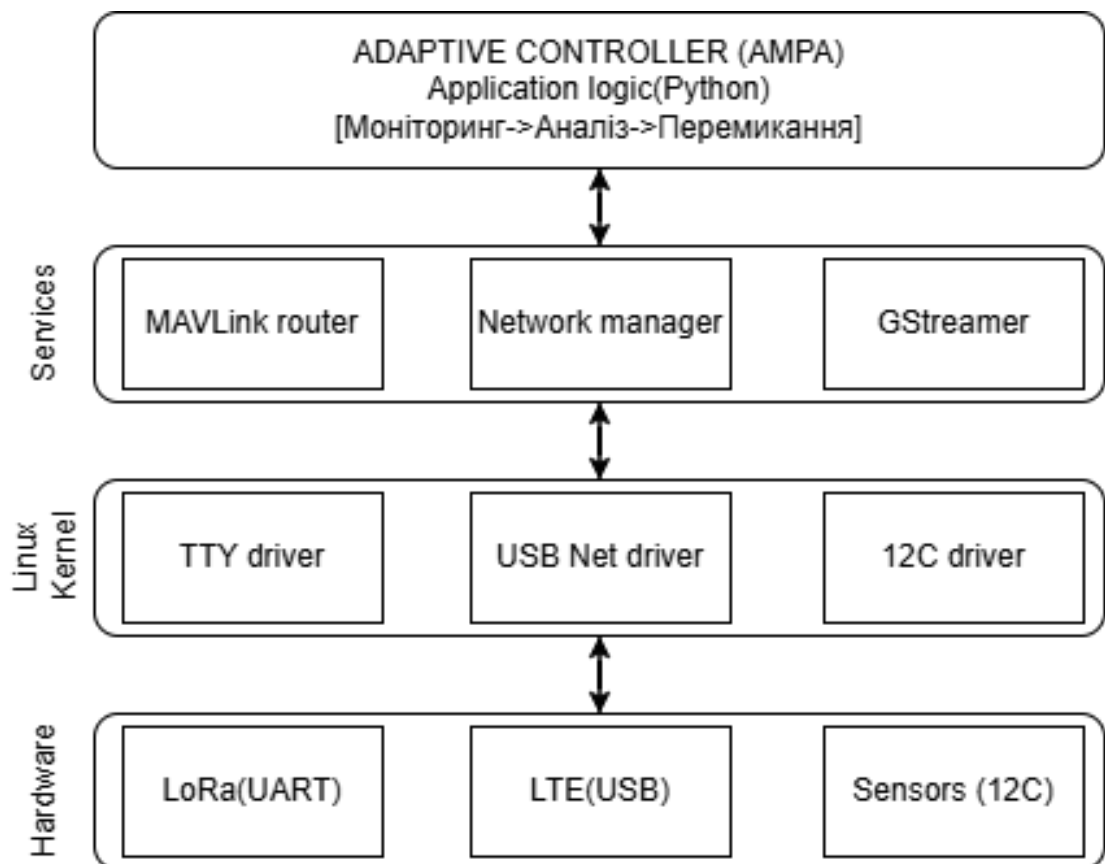 ADAPTIVE CONTROLLER (AMPA)
Application logic(Python)
[Моніторинг->Аналіз->Перемикання]
Services
MAVLink router
Network manager
GStreamer
Linux
Kernel
TTY driver
USB Net driver
12C driver
Hardware
LoRa(UART)
LTE(USB)
Sensors (12C)